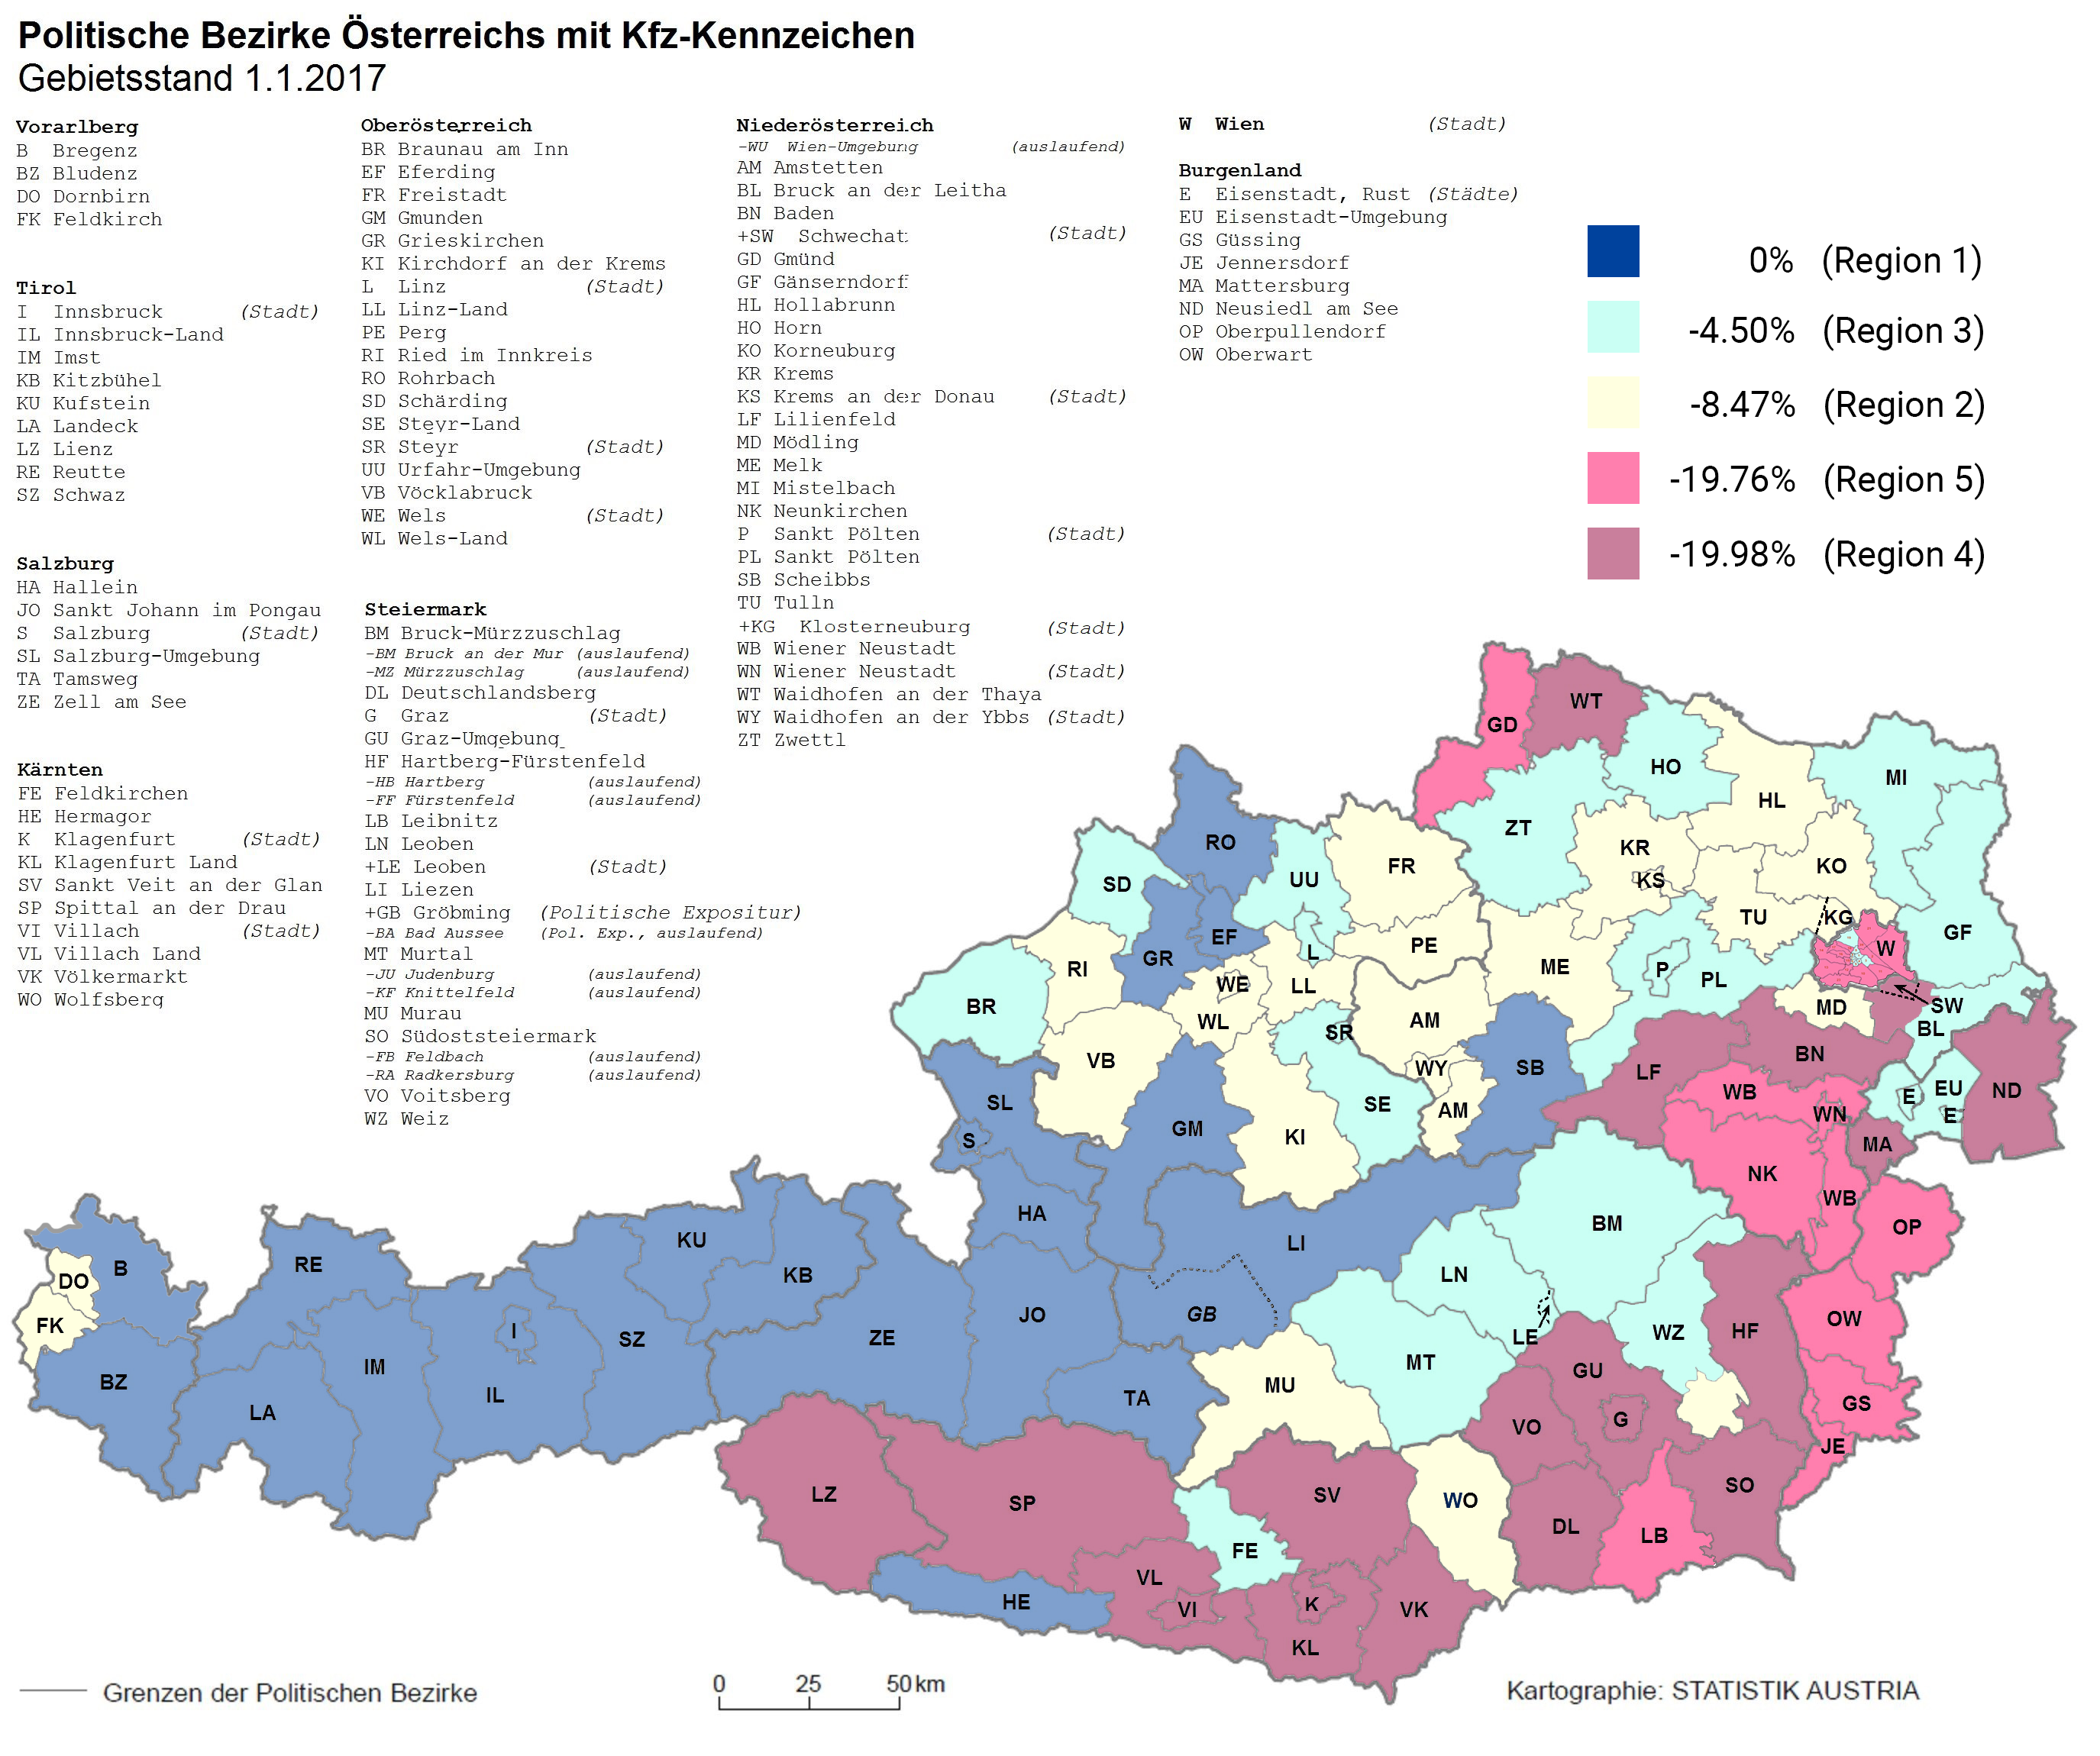 Politische Bezirke Österreichs mit Kfz-Kennzeichen
Gebietsstand 1.1.2017
Vorarlberg
B Bregenz
BZ Bludenz
DO Dornbirn
FK Feldkirch
Tirol
I Innsbruck (Stadt)
IL Innsbruck-Land
IM Imst
KB Kitzbühel
KU Kufstein
LA Landeck
LZ Lienz
RE Reutte
SZ Schwaz
Salzburg
HA Hallein
JO Sankt Johann im Pongau
S Salzburg (Stadt)
SL Salzburg-Umgebung
TA Tamsweg
ZE Zell am See
Kärnten
FE Feldkirchen
HE Hermagor
K Klagenfurt (Stadt)
KL Klagenfurt Land
SV Sankt Veit an der Glan
SP Spittal an der Drau
VI Villach (Stadt)
VL Villach Land
VK Völkermarkt
WO Wolfsberg
Oberösterreich
BR Braunau am Inn
EF Eferding
FR Freistadt
GM Gmunden
GR Grieskirchen
KI Kirchdorf an der Krems
L Linz (Stadt)
LL Linz-Land
PE Perg
RI Ried im Innkreis
RO Rohrbach
SD Schärding
SE Steyr-Land
SR Steyr (Stadt)
UU Urfahr-Umgebung
VB Vöcklabruck
WE Wels (Stadt)
WL Wels-Land
Steiermark
BM Bruck-Mürzzuschlag
-BM Bruck an der Mur (auslaufend)
-MZ Mürzzuschlag (auslaufend)
DL Deutschlandsberg
G Graz (Stadt)
GU Graz-Umgebung
HF Hartberg-Fürstenfeld
-HB Hartberg (auslaufend)
-FF Fürstenfeld (auslaufend)
LB Leibnitz
LN Leoben
+LE Leoben (Stadt)
LI Liezen
+GB Gröbming (Politische Expositur)
-BA Bad Aussee (Pol. Exp., auslaufend)
MT Murtal
-JU Judenburg (auslaufend)
-KF Knittelfeld (auslaufend)
MU Murau
SO Südoststeiermark
-FB Feldbach (auslaufend)
-RA Radkersburg (auslaufend)
VO Voitsberg
WZ Weiz
Niederösterreich
-WU Wien-Umgebung (auslaufend)
AM Amstetten
BL Bruck an der Leitha
BN Baden
+SW Schwechat (Stadt)
GD Gmünd
GF Gänserndorf
HL Hollabrunn
HO Horn
KO Korneuburg
KR Krems
KS Krems an der Donau (Stadt)
LF Lilienfeld
MD Mödling
ME Melk
MI Mistelbach
NK Neunkirchen
P Sankt Pölten (Stadt)
PL Sankt Pölten
SB Scheibbs
TU Tulln
+KG Klosterneuburg (Stadt)
WB Wiener Neustadt
WN Wiener Neustadt (Stadt)
WT Waidhofen an der Thaya
WY Waidhofen an der Ybbs (Stadt)
ZT Zwettl
W Wien (Stadt)
Burgenland
E Eisenstadt, Rust (Städte)
EU Eisenstadt-Umgebung
GS Güssing
JE Jennersdorf
MA Mattersburg
ND Neusiedl am See
OP Oberpullendorf
OW Oberwart
0% (Region 1)
-4.50% (Region 3)
-8.47% (Region 2)
-19.76% (Region 5)
-19.98% (Region 4)
WT
GD
HO
MI
HL
ZT
RO
KR
KO
FR
UU
SD
KS
TU
KG
GF
EF
PE
W
L
GR
RI
ME
P
PL
WE
LL
BR
SW
MD
WL
AM
SR
BL
BN
VB
SB
WY
LF
EU
ND
WB
E
SL
SE
AM
WN
E
GM
KI
S
MA
NK
WB
HA
BM
OP
KU
LI
RE
B
LN
KB
DO
GB
JO
OW
FK
I
HF
WZ
LE
ZE
SZ
MT
IM
GU
BZ
MU
IL
TA
GS
LA
G
VO
JE
SO
LZ
SV
WO
SP
DL
LB
FE
VL
HE
K
VI
VK
KL
Grenzen der Politischen Bezirke
0 25 50 km
Kartographie: STATISTIK AUSTRIA